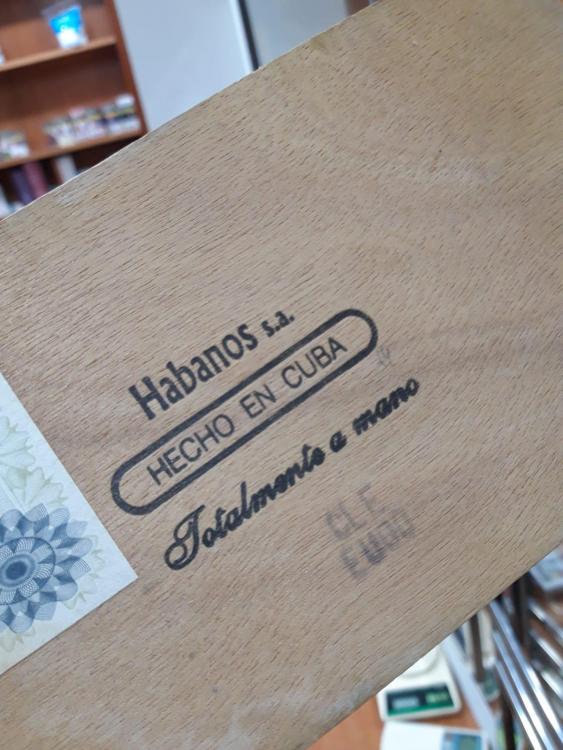 Habanos s.a.
HECHO EN CUBA
Totalmente a mano